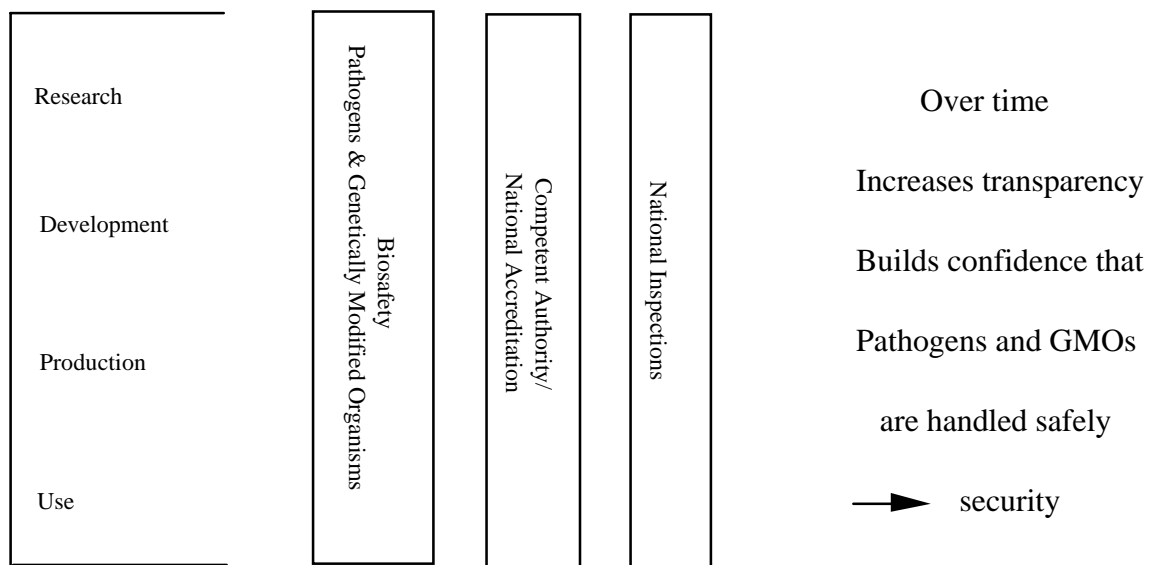 Research
Development
Production
Use
Biosafety
Pathogens & Genetically Modified Organisms
Competent Authority/
National Accreditation
National Inspections
Over time
Increases transparency
Builds confidence that
Pathogens and GMOs
are handled safely
security